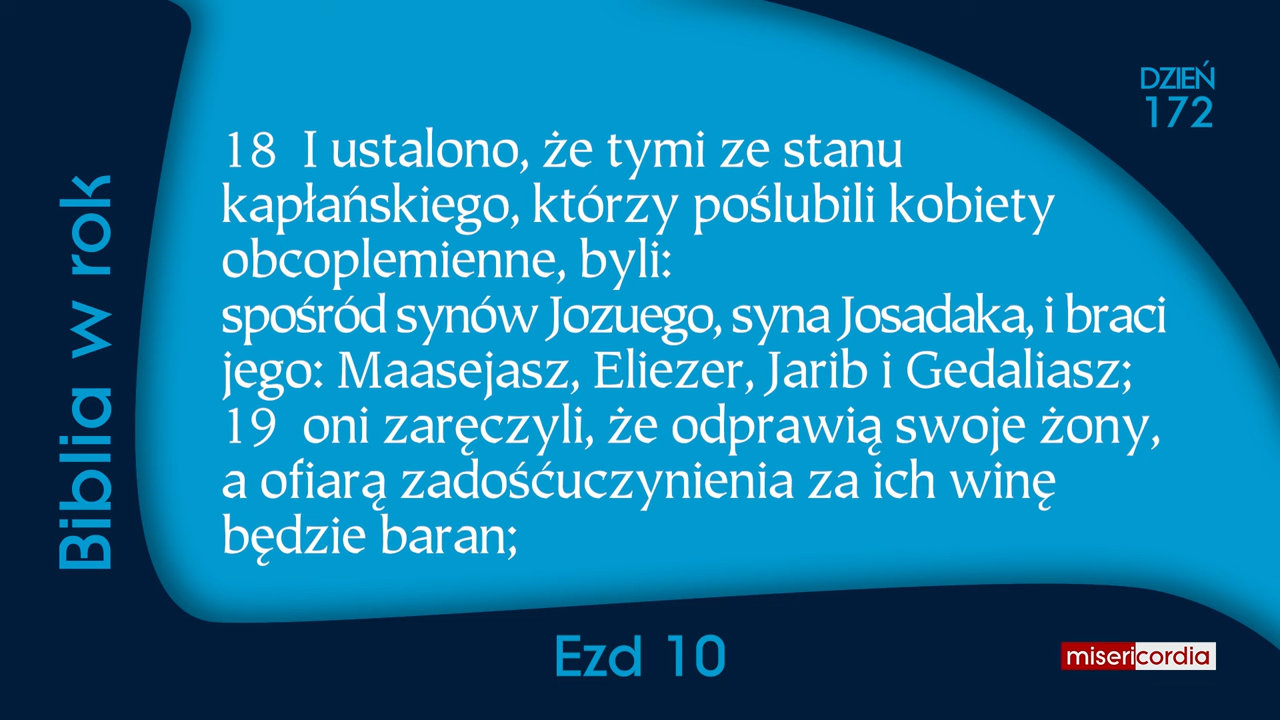 DZIEŃ
172
18 I ustalono, że tymi ze stanu
kapłańskiego, którzy poślubili kobiety
obcoplemienne, byli:
spośród synów Jozuego, syna Josadaka, i braci
jego: Maasejasz, Eliezer, Jarib i Gedaliasz;
19 oni zaręczyli, że odprawią swoje żony,
a ofiarą zadośćuczynienia za ich winę
będzie baran;
Biblia w rok
Ezd 10
misericordia